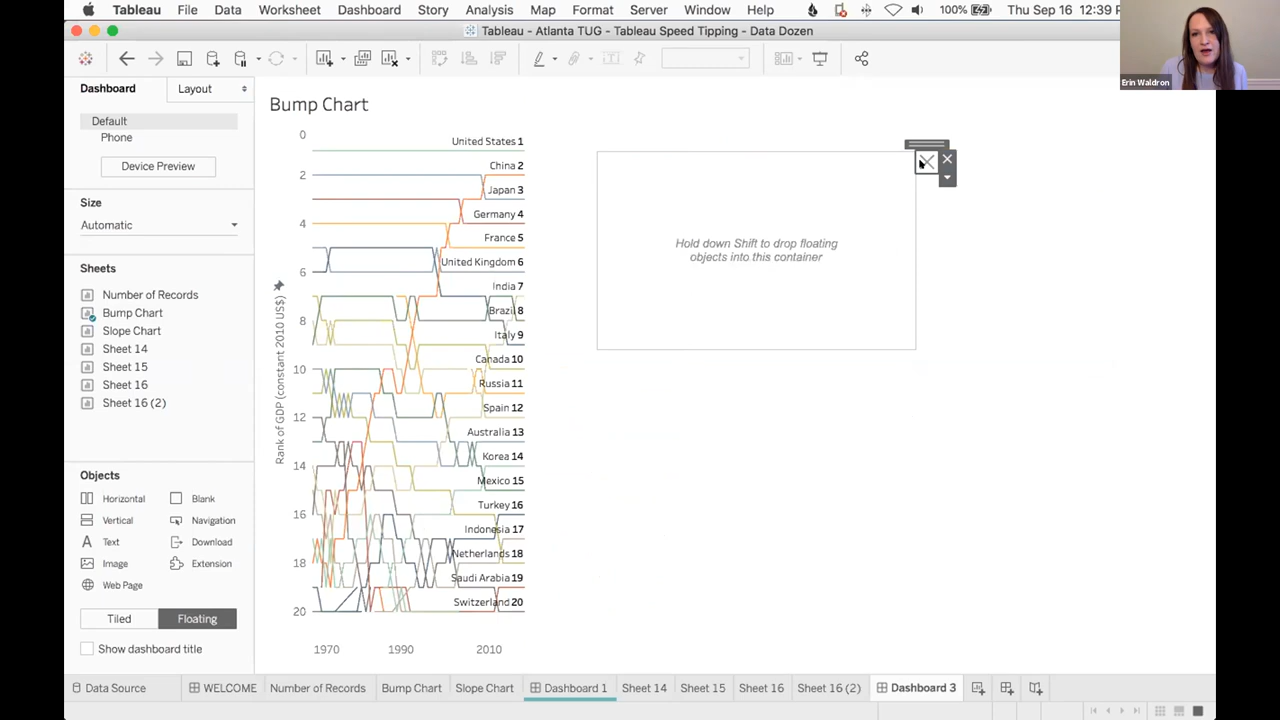 Tableau File Data Worksheet Dashboard Story Analysis Map Format Server Window Help 100% Thu Sep 16 12:39 P
Tableau - Atlanta TUG - Tableau Speed Tipping - Data Dozen
Erin Waldron
Dashboard Layout
Default
Phone
Device Preview
Size
Automatic
Sheets
Number of Records
Bump Chart
Slope Chart
Sheet 14
Sheet 15
Sheet 16
Sheet 16 (2)
Objects
Horizontal Blank
Vertical Navigation
Text Download
Image Extension
Web Page
Tiled Floating
Show dashboard title
Bump Chart
Rank of GDP (constant 2010 US$)
0
United States 1
China 2
2
Japan 3
Germany 4
4
France 5
United Kingdom 6
6
India 7
Brazil 8
8
Italy 9
Canada 10
10
Russia 11
Spain 12
12
Australia 13
Korea 14
14
Mexico 15
Turkey 16
16
Indonesia 17
Netherlands 18
18
Saudi Arabia 19
Switzerland 20
20
1970 1990 2010
Hold down Shift to drop floating
objects into this container
Data Source WELCOME Number of Records Bump Chart Slope Chart Dashboard 1 Sheet 14 Sheet 15 Sheet 16 Sheet 16 (2) Dashboard 3